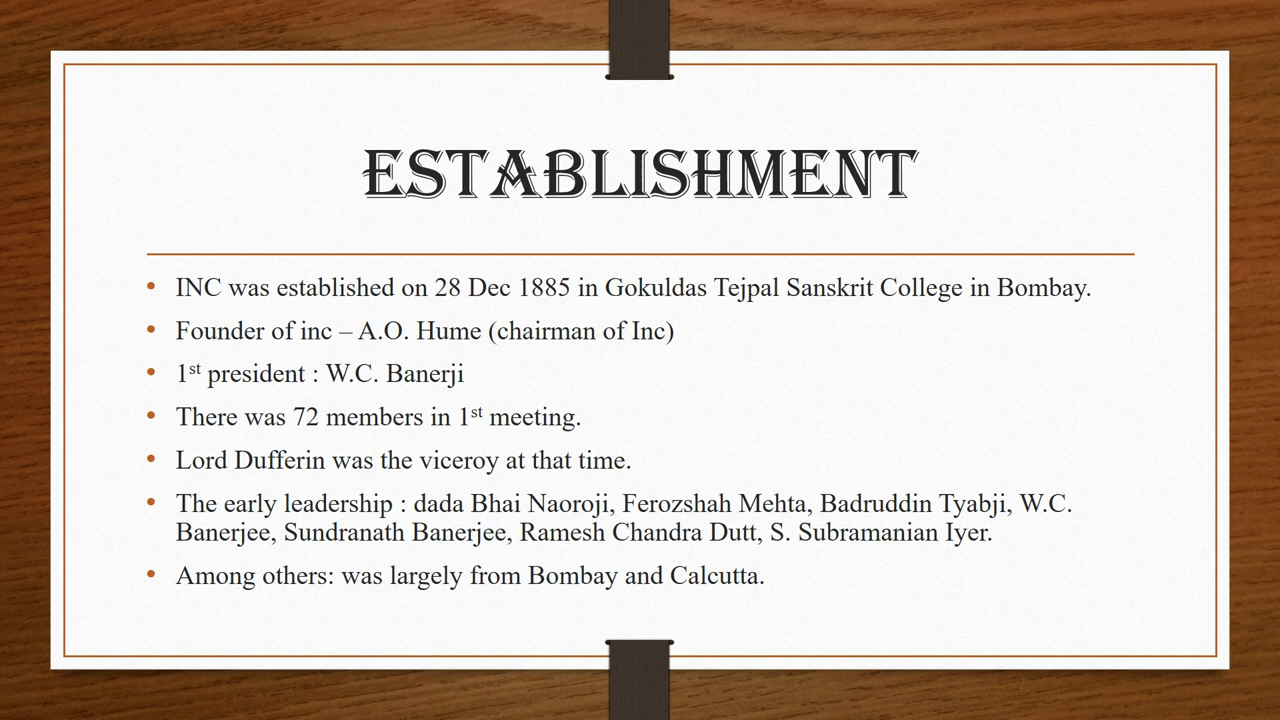 ESTABLISHMENT
• INC was established on 28 Dec 1885 in Gokuldas Tejpal Sanskrit College in Bombay.
• Founder of inc – A.O. Hume (chairman of Inc)
• 1st president : W.C. Banerji
• There was 72 members in 1st meeting.
• Lord Dufferin was the viceroy at that time.
• The early leadership : dada Bhai Naoroji, Ferozshah Mehta, Badruddin Tyabji, W.C.
Banerjee, Sundranath Banerjee, Ramesh Chandra Dutt, S. Subramanian Iyer.
• Among others: was largely from Bombay and Calcutta.